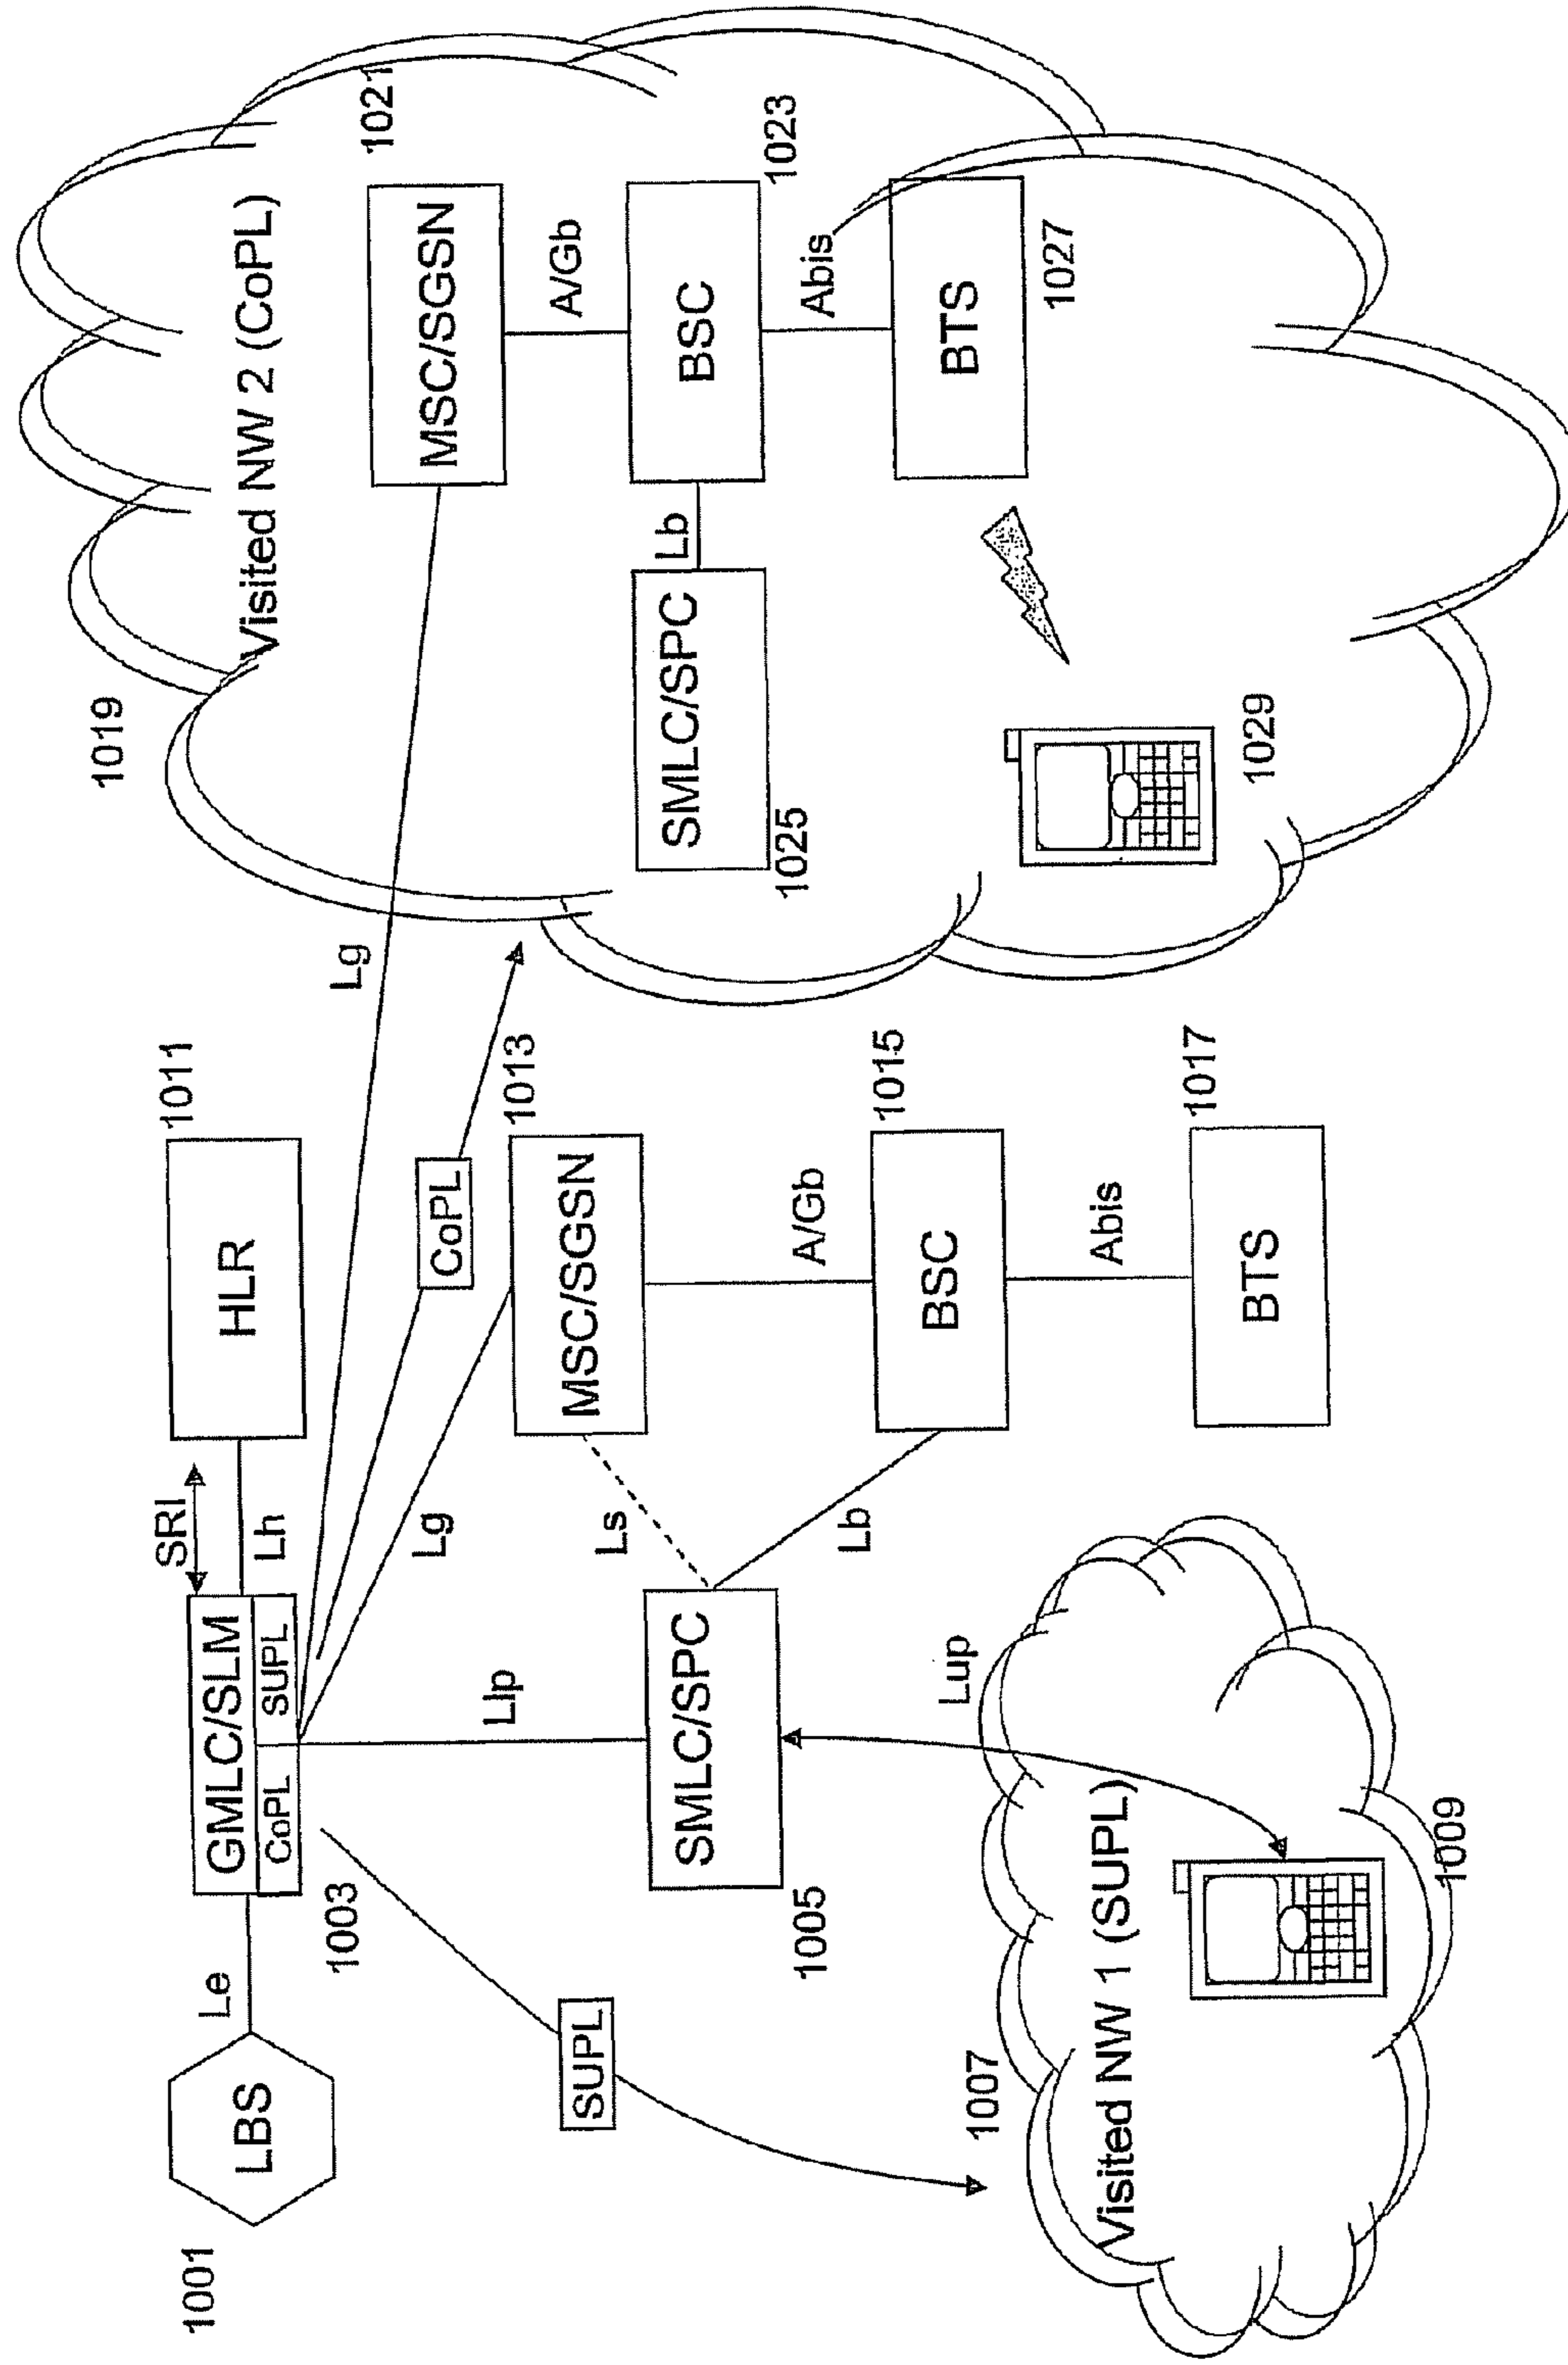 1001
LBS
Le
GMLC/SLM
CoPL
SUPL
1003
SRI
Lh
HLR
1011
Lg
CoPL
Lg
SUPL
Llp
Ls
MSC/SGSN
1013
SMLC/SPC
1005
Lb
A/Gb
BSC
1015
Abis
BTS
1017
Lup
1007
Visited NW 1 (SUPL)
1009
1019
Visited NW 2 (CoPL)
1021
MSC/SGSN
A/Gb
1023
BSC
Lb
SMLC/SPC
1025
Abis
BTS
1027
1029